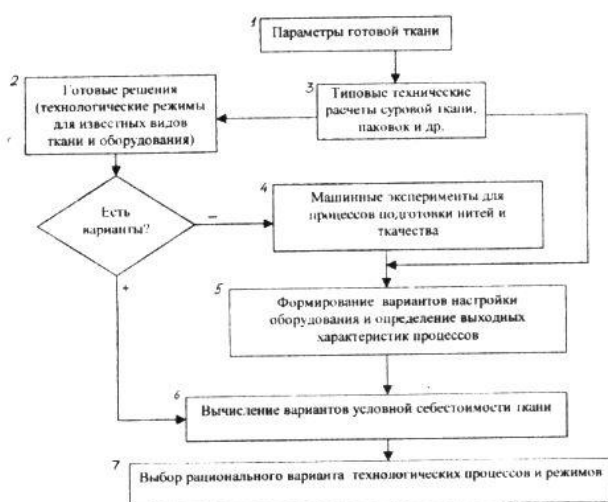 1
Параметры готовой ткани
2
Готовые решения
(технологические режимы
для известных видов
ткани и оборудования)
3
Типовые технические
расчеты суровой ткани,
паковок и др.
Есть
варианты?
–
+
4
Машинные эксперименты для
процессов подготовки нитей и
ткачества
5
Формирование вариантов настройки
оборудования и определение выходных
характеристик процессов
6
Вычисление вариантов условной себестоимости ткани
7
Выбор рационального варианта технологических процессов и режимов